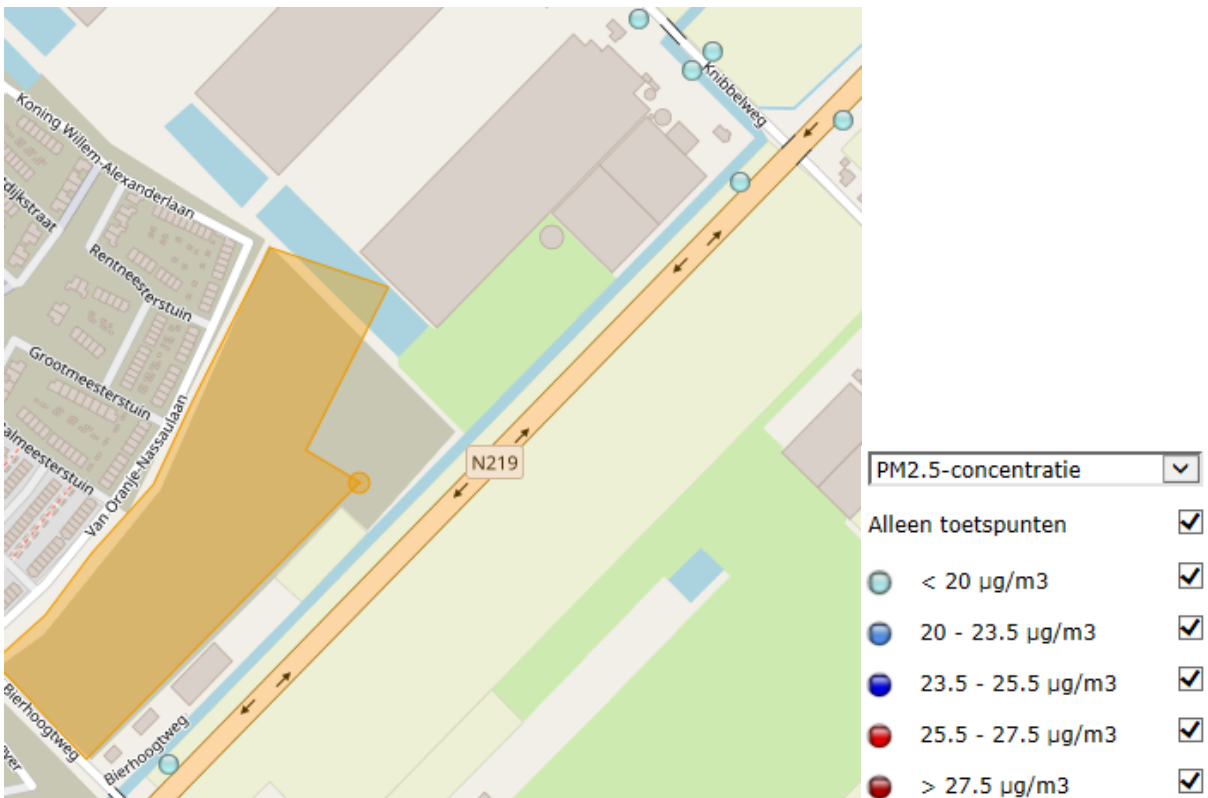 Knibbelweg
Koning Willem-Alexanderlaan
dijkstraat
Rentmeesterstuin
Grootmeesterstuin
almeesterstuin
Van Oranje-Nassaulaan
N219
Bierhoogtweg
Bierhoogtweg
ver
PM2.5-concentratie
Alleen toetspunten
< 20 µg/m3
20 - 23.5 µg/m3
23.5 - 25.5 µg/m3
25.5 - 27.5 µg/m3
> 27.5 µg/m3